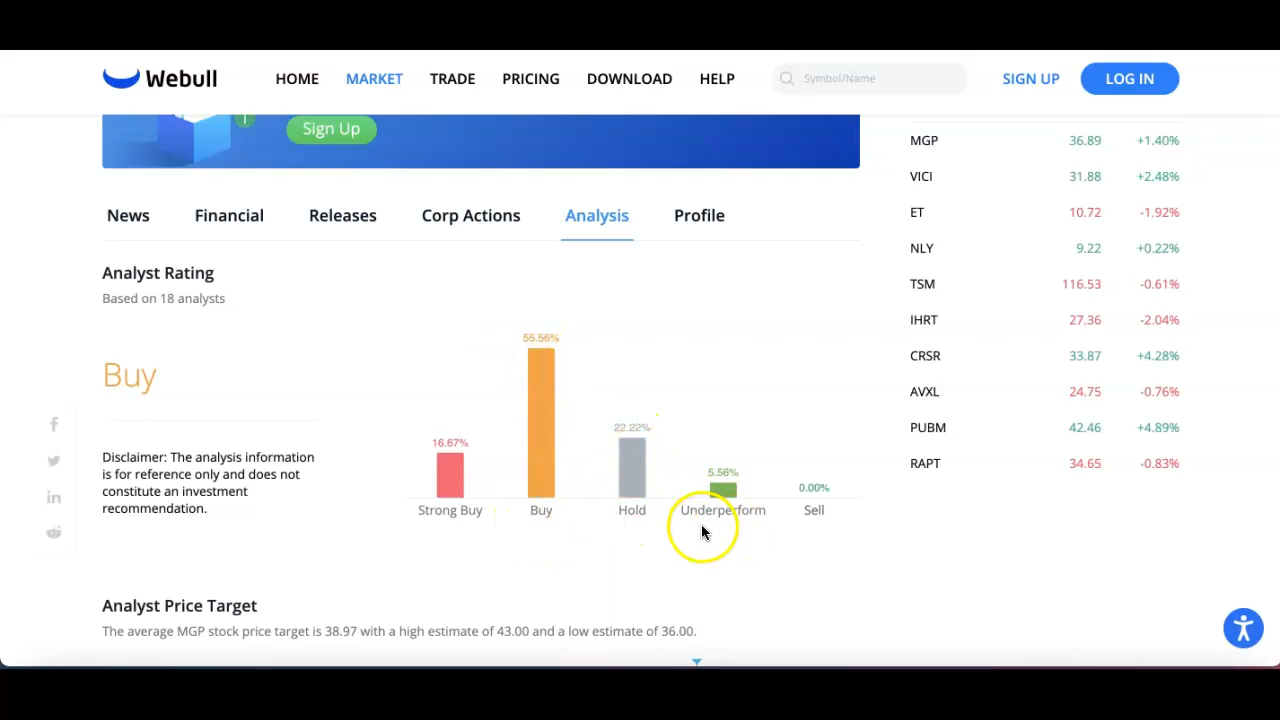 Webull HOME MARKET TRADE PRICING DOWNLOAD HELP Symbol/Name SIGN UP LOG IN
Sign Up
News Financial Releases Corp Actions Analysis Profile
Analyst Rating
Based on 18 analysts
Buy
Disclaimer: The analysis information
is for reference only and does not
constitute an investment
recommendation.
16.67% 55.56% 22.22% 5.56% 0.00%
Strong Buy Buy Hold Underperform Sell
Analyst Price Target
The average MGP stock price target is 38.97 with a high estimate of 43.00 and a low estimate of 36.00.
MGP 36.89 +1.40%
VICI 31.88 +2.48%
ET 10.72 -1.92%
NLY 9.22 +0.22%
TSM 116.53 -0.61%
IHRT 27.36 -2.04%
CRSR 33.87 +4.28%
AVXL 24.75 -0.76%
PUBM 42.46 +4.89%
RAPT 34.65 -0.83%